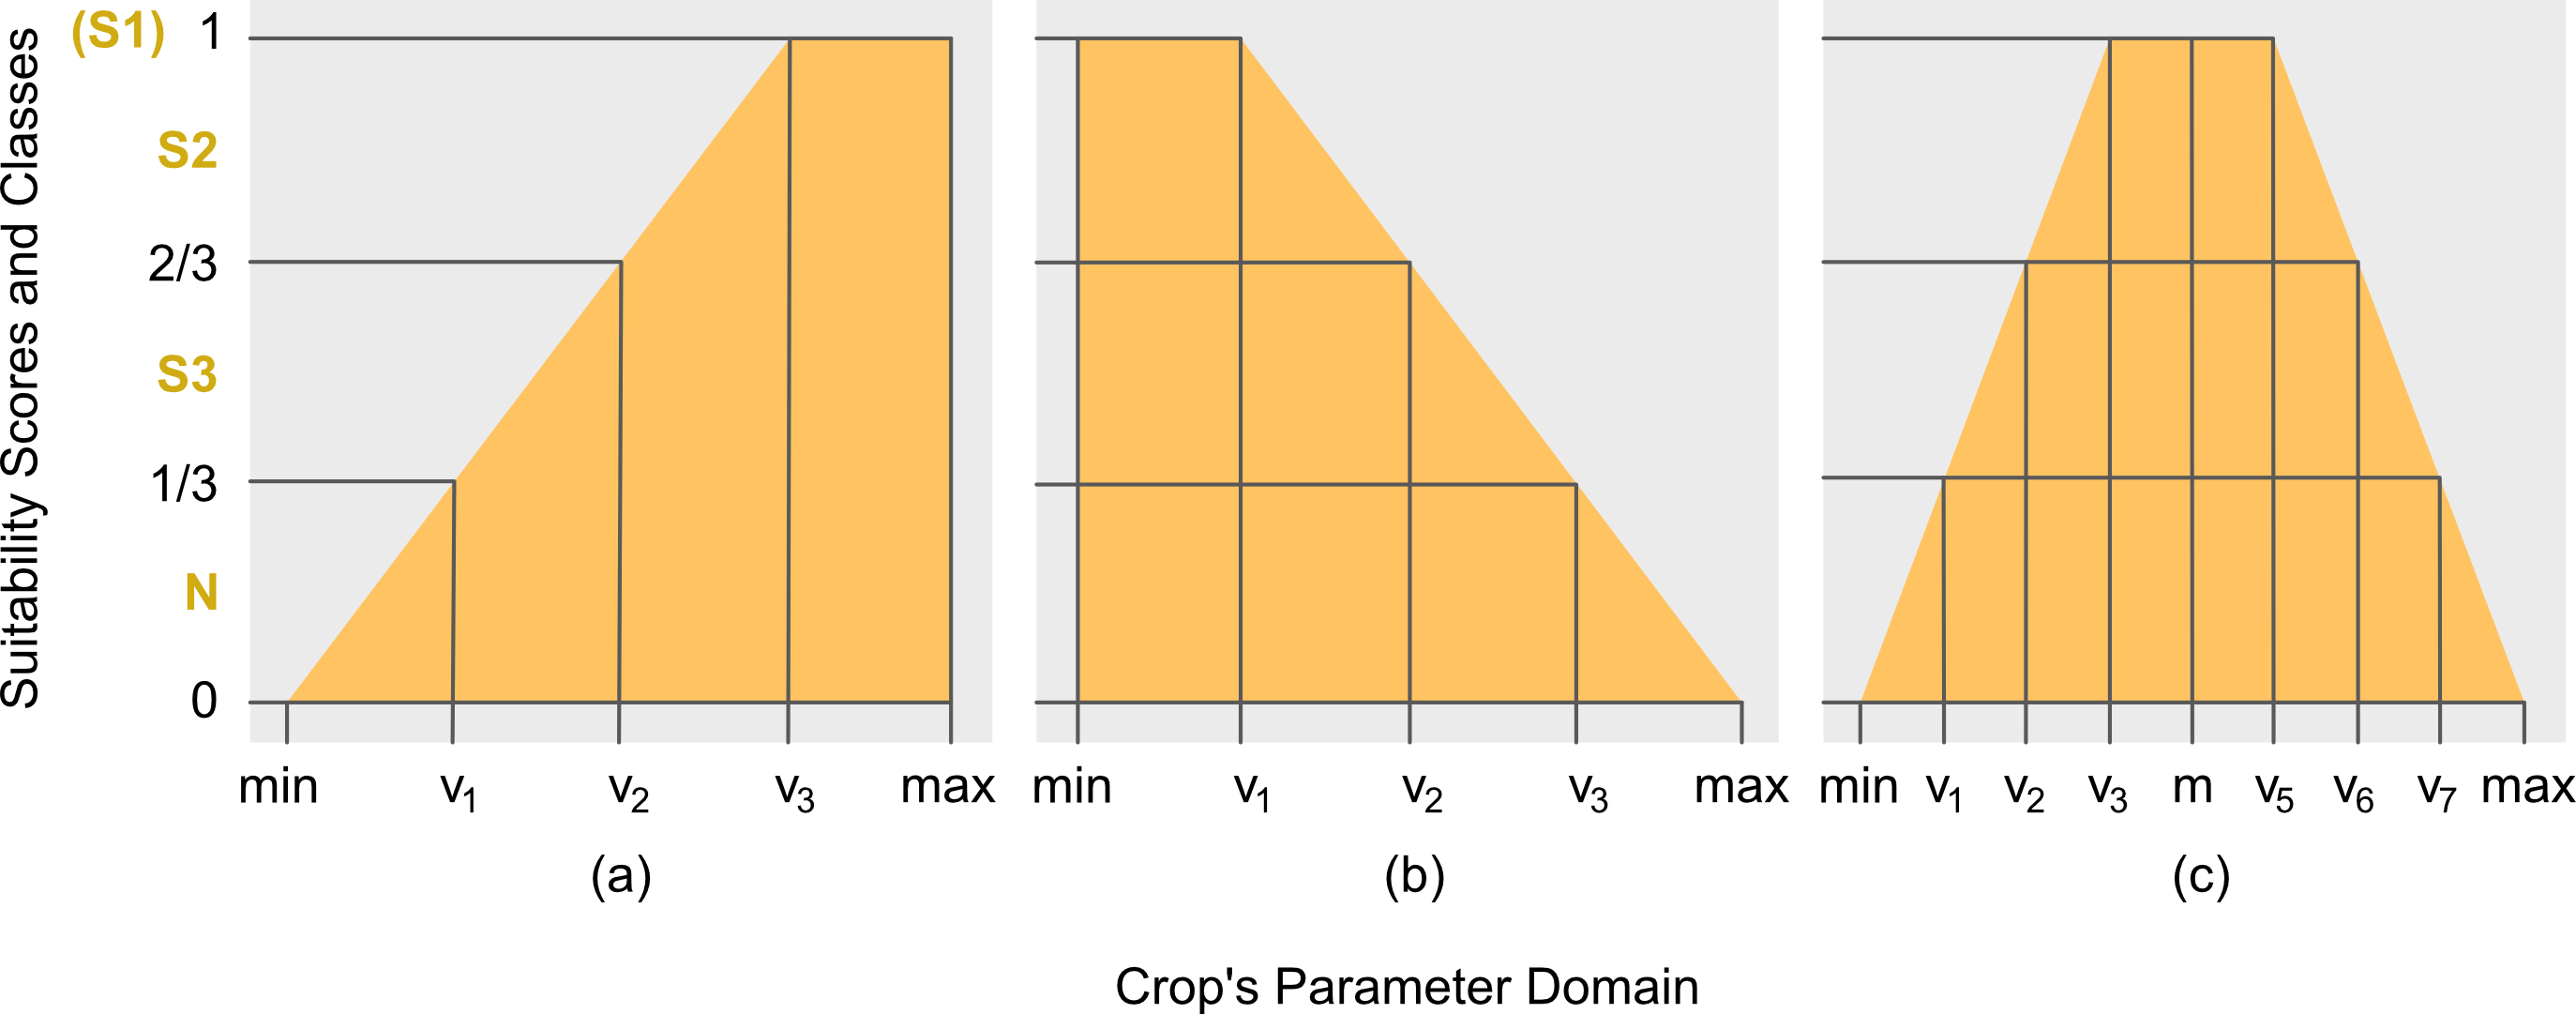 Suitability Scores and Classes
(S1) 1
S2
2/3
S3
1/3
N
0
min v1 v2 v3 max
min v1 v2 v3 max
min v1 v2 v3 m v5 v6 v7 max
(a) (b) (c)
Crop's Parameter Domain